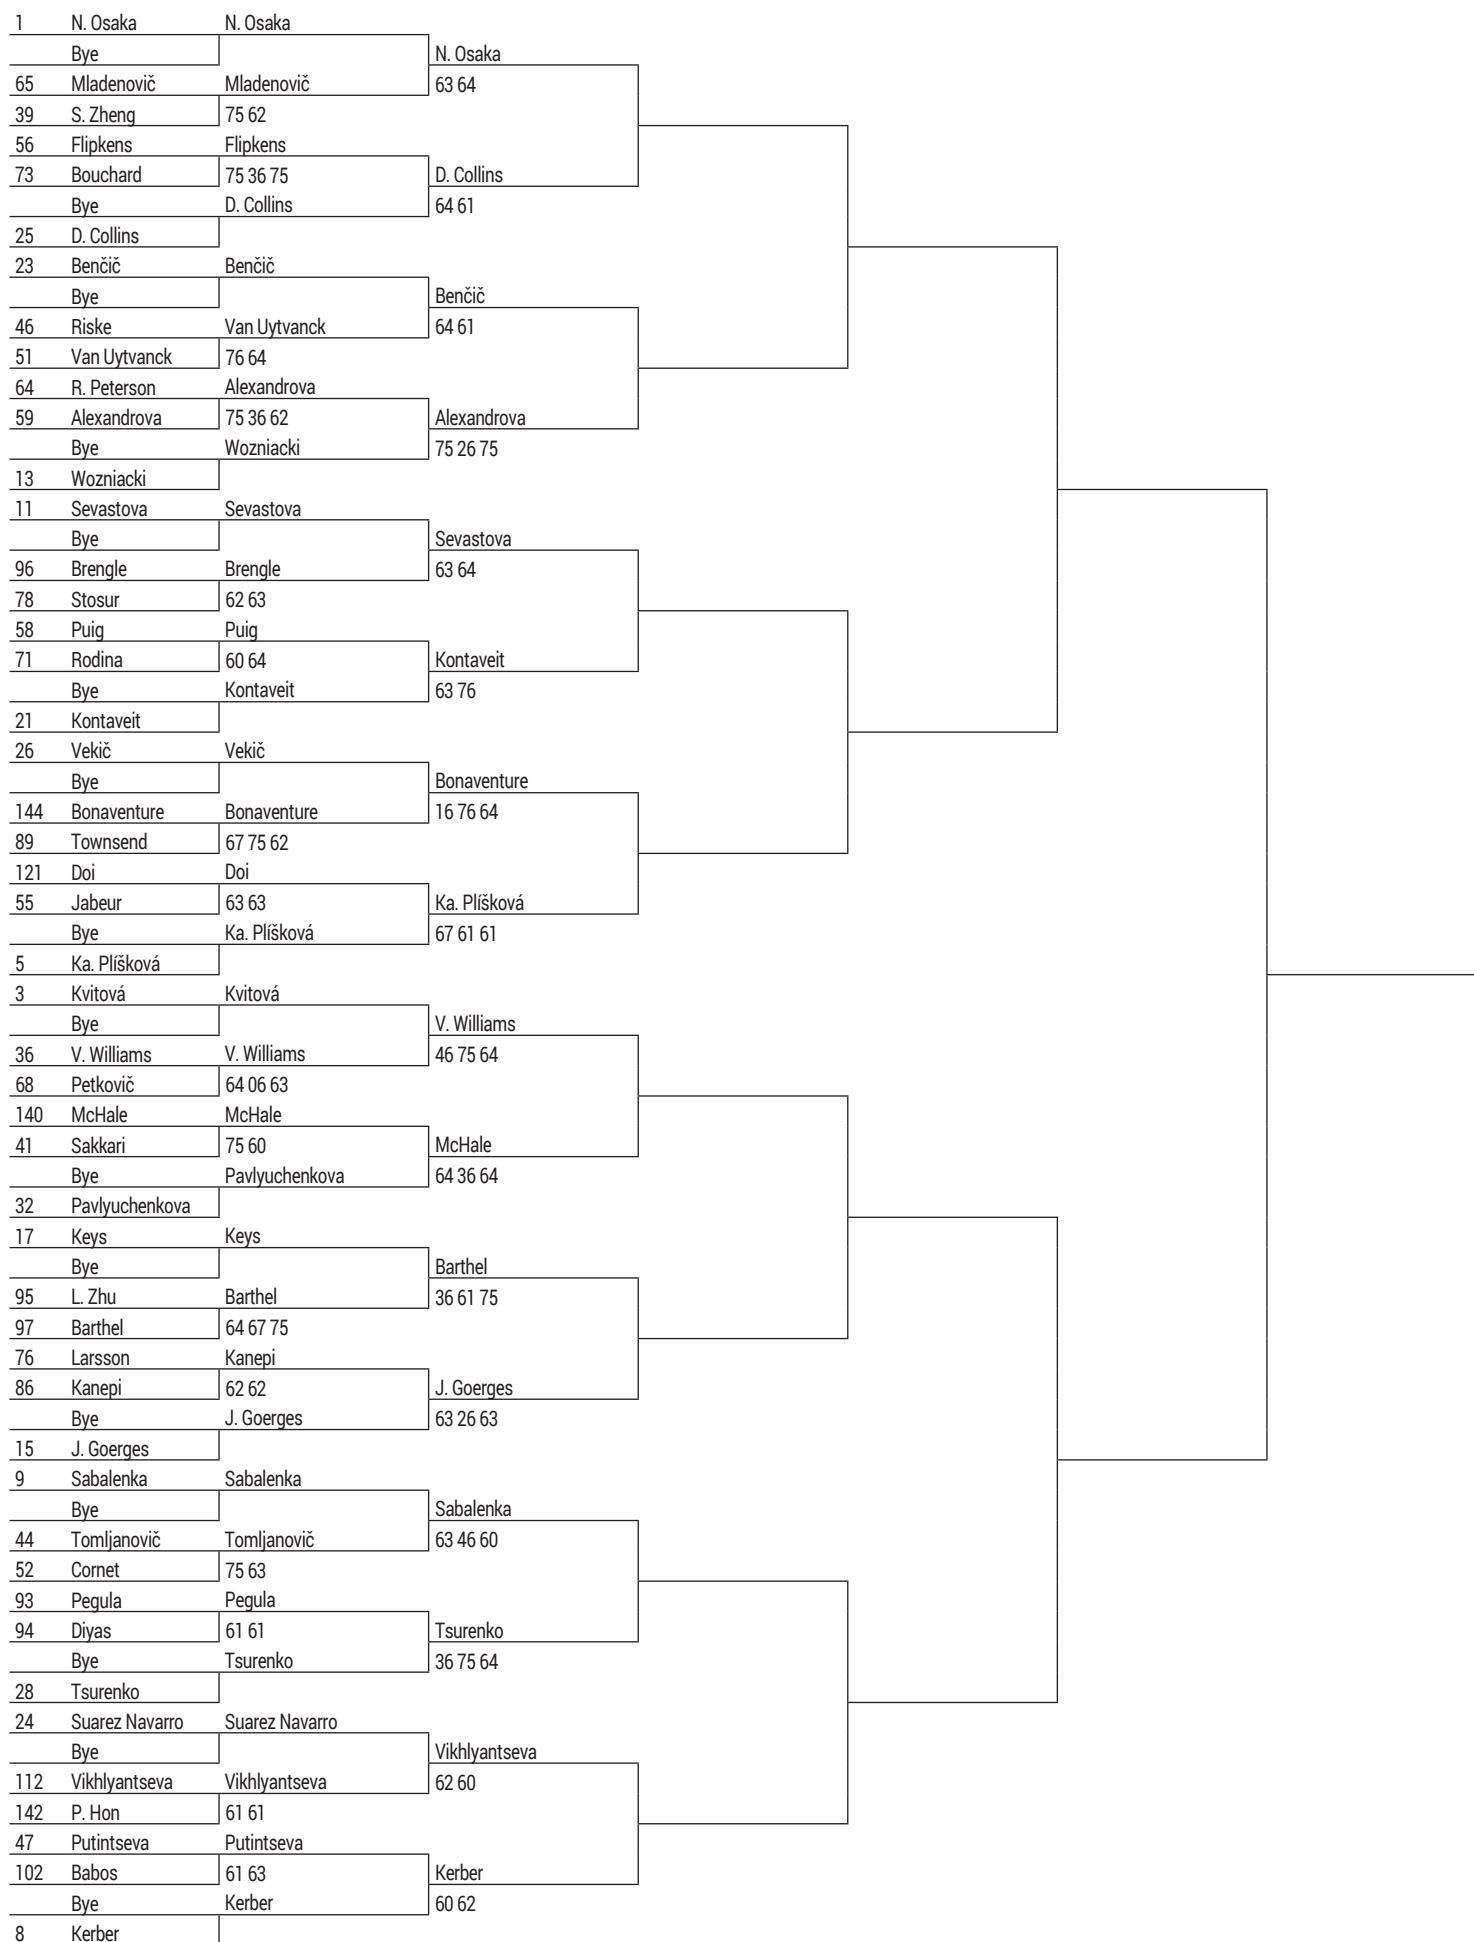 1 N. Osaka N. Osaka
Bye N. Osaka
65 Mladenovič Mladenovič 63 64
39 S. Zheng 75 62
56 Flipkens Flipkens
73 Bouchard 75 36 75 D. Collins
Bye D. Collins 64 61
25 D. Collins
23 Benčič Benčič
Bye Benčič
46 Riske Van Uytvanck 64 61
51 Van Uytvanck 76 64
64 R. Peterson Alexandrova
59 Alexandrova 75 36 62 Alexandrova
Bye Wozniacki 75 26 75
13 Wozniacki
11 Sevastova Sevastova
Bye Sevastova
96 Brengle Brengle 63 64
78 Stosur 62 63
58 Puig Puig
71 Rodina 60 64 Kontaveit
Bye Kontaveit 63 76
21 Kontaveit
26 Vekič Vekič
Bye Bonaventure
144 Bonaventure Bonaventure 16 76 64
89 Townsend 67 75 62
121 Doi Doi
55 Jabeur 63 63 Ka. Plíšková
Bye Ka. Plíšková 67 61 61
5 Ka. Plíšková
3 Kvitová Kvitová
Bye V. Williams
36 V. Williams V. Williams 46 75 64
68 Petkovič 64 06 63
140 McHale McHale
41 Sakkari 75 60 McHale
Bye Pavlyuchenkova 64 36 64
32 Pavlyuchenkova
17 Keys Keys
Bye Barthel
95 L. Zhu Barthel 36 61 75
97 Barthel 64 67 75
76 Larsson Kanepi
86 Kanepi 62 62 J. Goerges
Bye J. Goerges 63 26 63
15 J. Goerges
9 Sabalenka Sabalenka
Bye Sabalenka
44 Tomljanovič Tomljanovič 63 46 60
52 Cornet 75 63
93 Pegula Pegula
94 Diyas 61 61 Tsurenko
Bye Tsurenko 36 75 64
28 Tsurenko
24 Suarez Navarro Suarez Navarro
Bye Vikhlyantseva
112 Vikhlyantseva Vikhlyantseva 62 60
142 P. Hon 61 61
47 Putintseva Putintseva
102 Babos 61 63 Kerber
Bye Kerber 60 62
8 Kerber